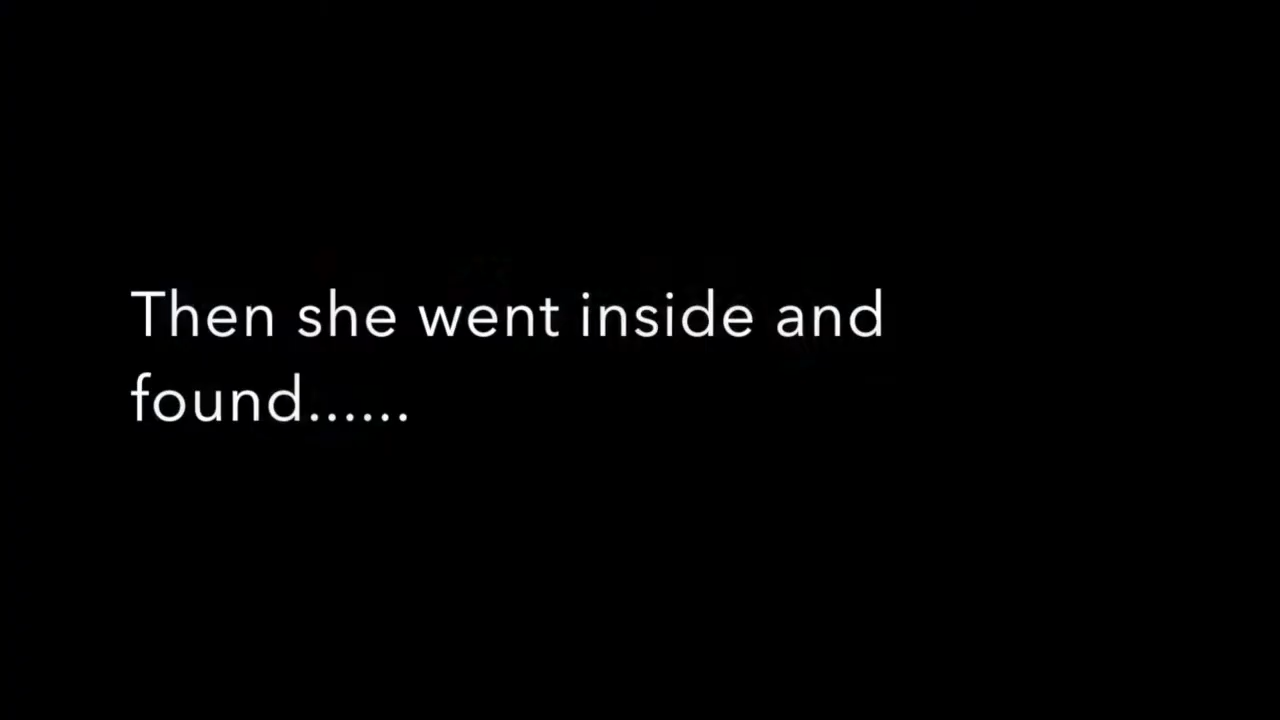 Then she went inside and
found......